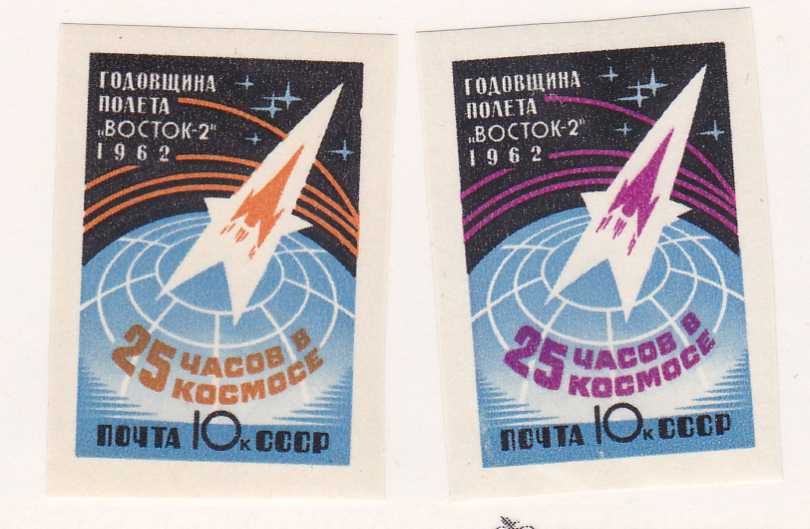 ГОДОВЩИНА
ПОЛЕТА
„ВОСТОК-2"
1962
25 ЧАСОВ В
КОСМОСЕ
ПОЧТА 10к СССР
ГОДОВЩИНА
ПОЛЕТА
„ВОСТОК-2"
1962
25 ЧАСОВ В
КОСМОСЕ
ПОЧТА 10к СССР